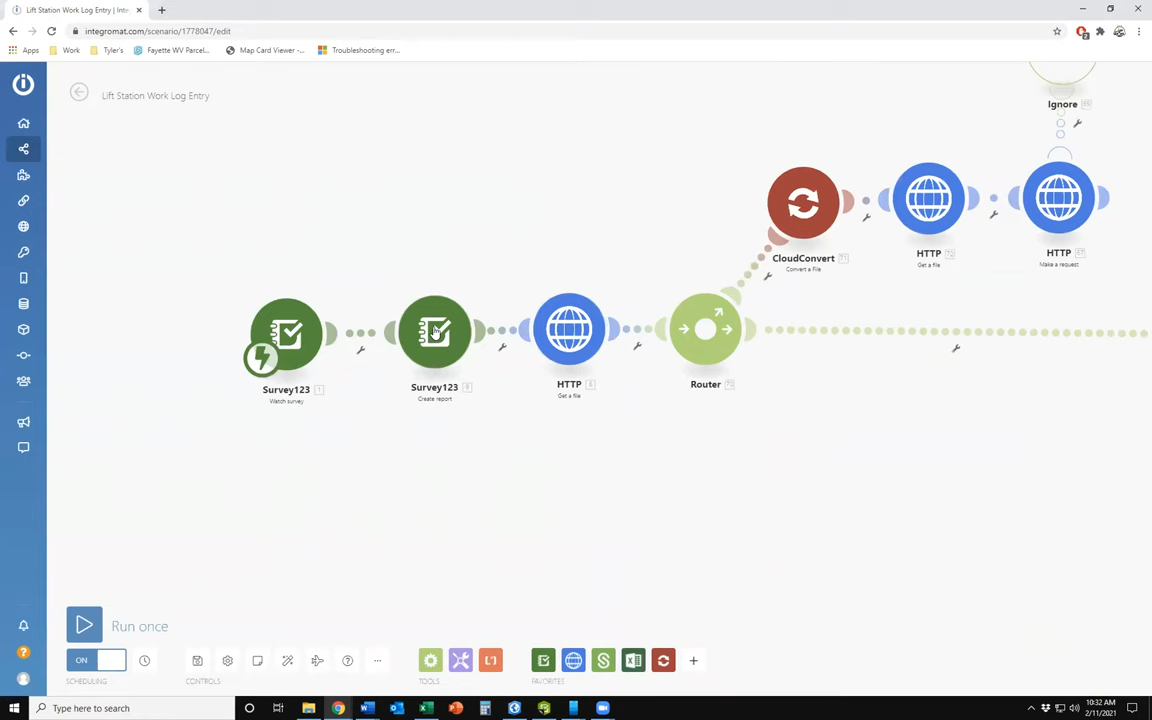 Lift Station Work Log Entry | Inte
integromat.com/scenario/1778047/edit
Apps
Work
Tyler's
Fayette WV Parcel...
Map Card Viewer -...
Troubleshooting err...
Lift Station Work Log Entry
Ignore
CloudConvert 71
Convert a File
HTTP 72
Get a file
HTTP
Make a request
Survey123 1
Watch survey
Survey123
Create report
HTTP
Get a file
Router
Run once
ON
SCHEDULING
CONTROLS
TOOLS
FAVORITES
Type here to search
10:32 AM
2/11/2021